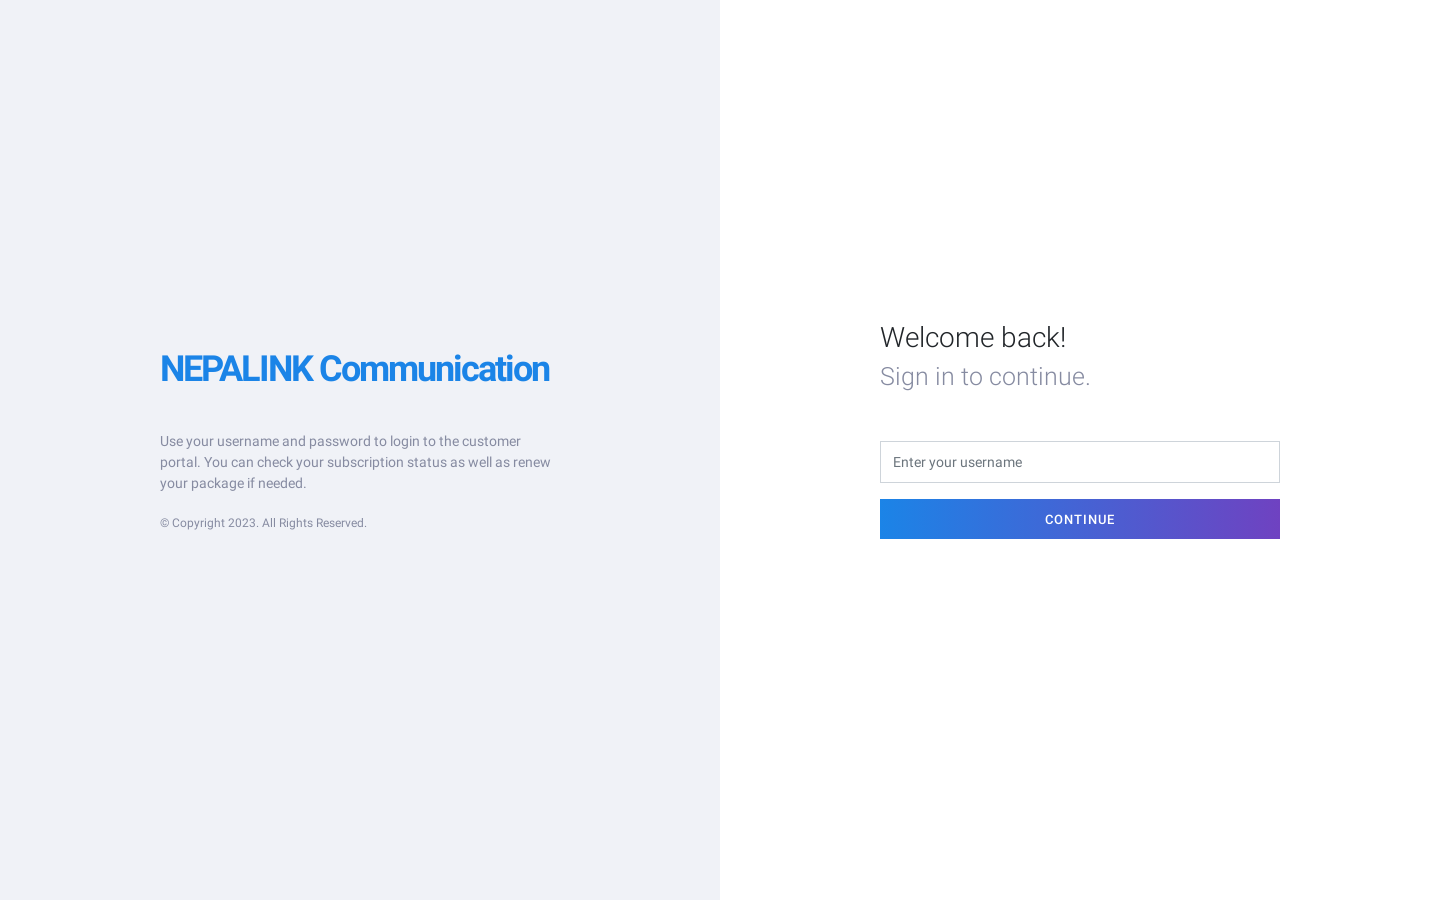 NEPALINK Communication
Use your username and password to login to the customer
portal. You can check your subscription status as well as renew
your package if needed.
© Copyright 2023. All Rights Reserved.
Welcome back!
Sign in to continue.
Enter your username
CONTINUE